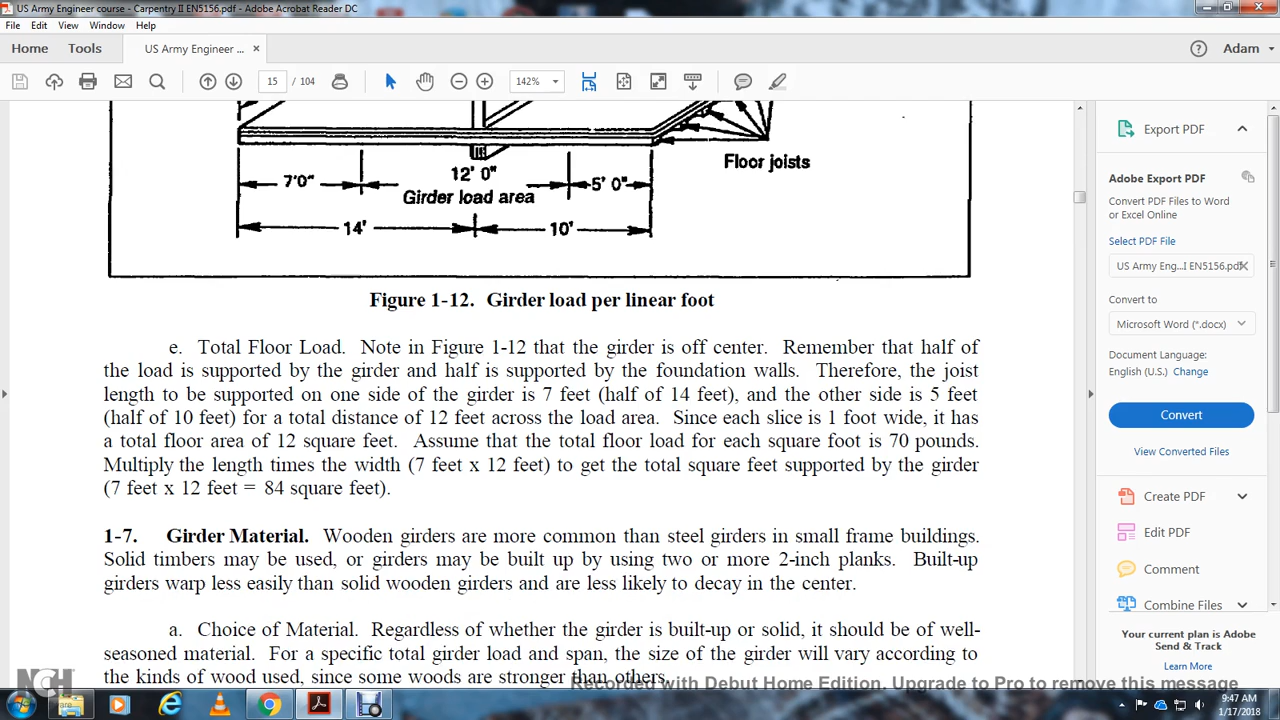 US Army Engineer course - Carpentry II EN5156.pdf - Adobe Acrobat Reader DC
File Edit View Window Help
Home Tools US Army Engineer ... × Adam
15 / 104 142%
7'0" 12' 0" 5' 0" Floor joists
Girder load area
14' 10'
Figure 1-12. Girder load per linear foot
e. Total Floor Load. Note in Figure 1-12 that the girder is off center. Remember that half of
the load is supported by the girder and half is supported by the foundation walls. Therefore, the joist
length to be supported on one side of the girder is 7 feet (half of 14 feet), and the other side is 5 feet
(half of 10 feet) for a total distance of 12 feet across the load area. Since each slice is 1 foot wide, it has
a total floor area of 12 square feet. Assume that the total floor load for each square foot is 70 pounds.
Multiply the length times the width (7 feet x 12 feet) to get the total square feet supported by the girder
(7 feet x 12 feet = 84 square feet).
1-7. Girder Material. Wooden girders are more common than steel girders in small frame buildings.
Solid timbers may be used, or girders may be built up by using two or more 2-inch planks. Built-up
girders warp less easily than solid wooden girders and are less likely to decay in the center.
a. Choice of Material. Regardless of whether the girder is built-up or solid, it should be of well-
seasoned material. For a specific total girder load and span, the size of the girder will vary according to
the kinds of wood used, since some woods are stronger than others.
Export PDF
Adobe Export PDF
Convert PDF Files to Word
or Excel Online
Select PDF File
US Army Eng...I EN5156.pdf
Convert to
Microsoft Word (*.docx)
Document Language:
English (U.S.) Change
Convert
View Converted Files
Create PDF
Edit PDF
Comment
Combine Files
Your current plan is Adobe
Send & Track
Learn More
NCH
Recorded with Debut Home Edition. Upgrade to Pro to remove this message
9:47 AM
1/17/2018